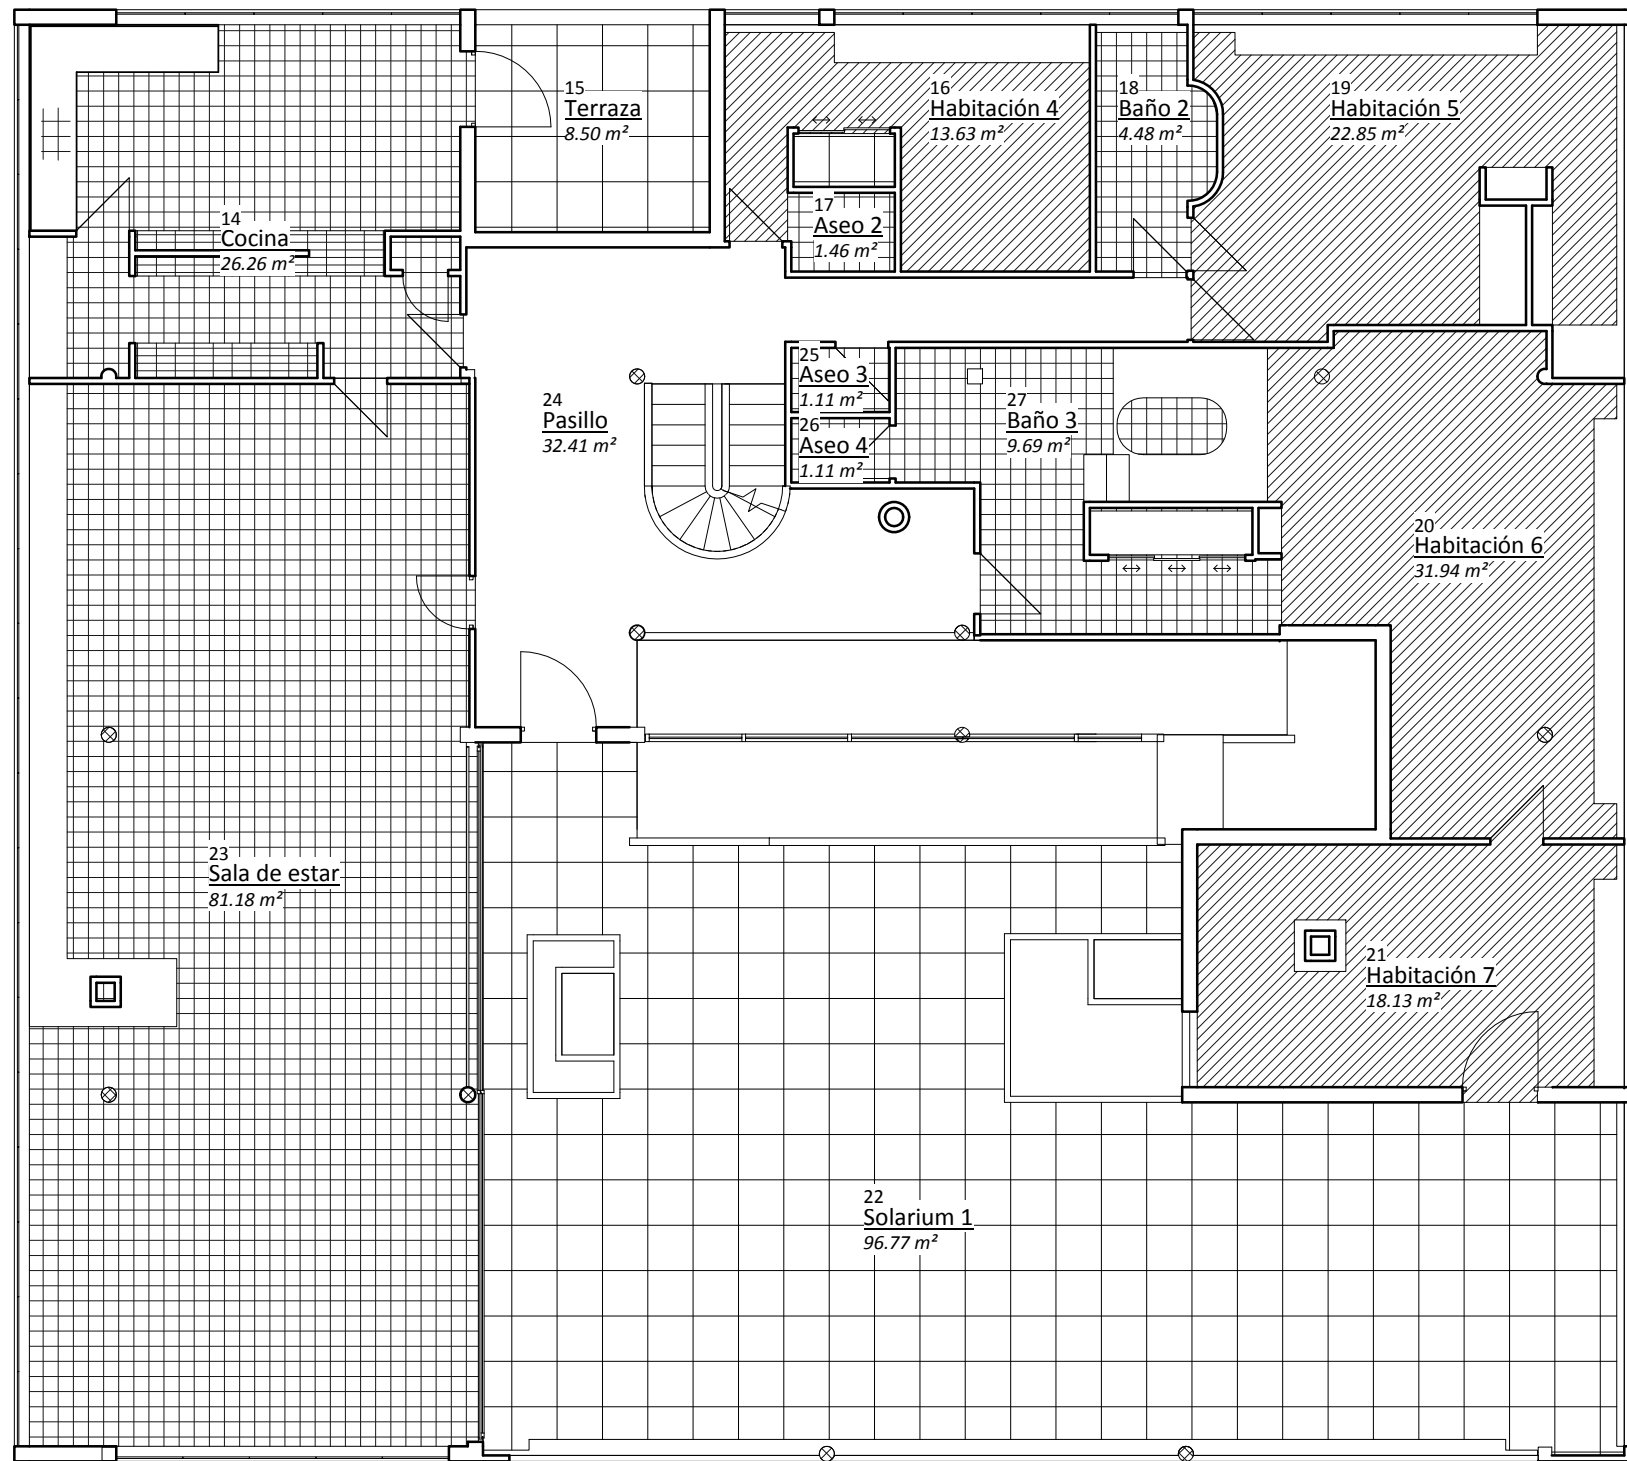 14
Cocina
26.26 m²
15
Terraza
8.50 m²
16
Habitación 4
13.63 m²
17
Aseo 2
1.46 m²
18
Baño 2
4.48 m²
19
Habitación 5
22.85 m²
20
Habitación 6
31.94 m²
21
Habitación 7
18.13 m²
22
Solarium 1
96.77 m²
23
Sala de estar
81.18 m²
24
Pasillo
32.41 m²
25
Aseo 3
1.11 m²
26
Aseo 4
1.11 m²
27
Baño 3
9.69 m²